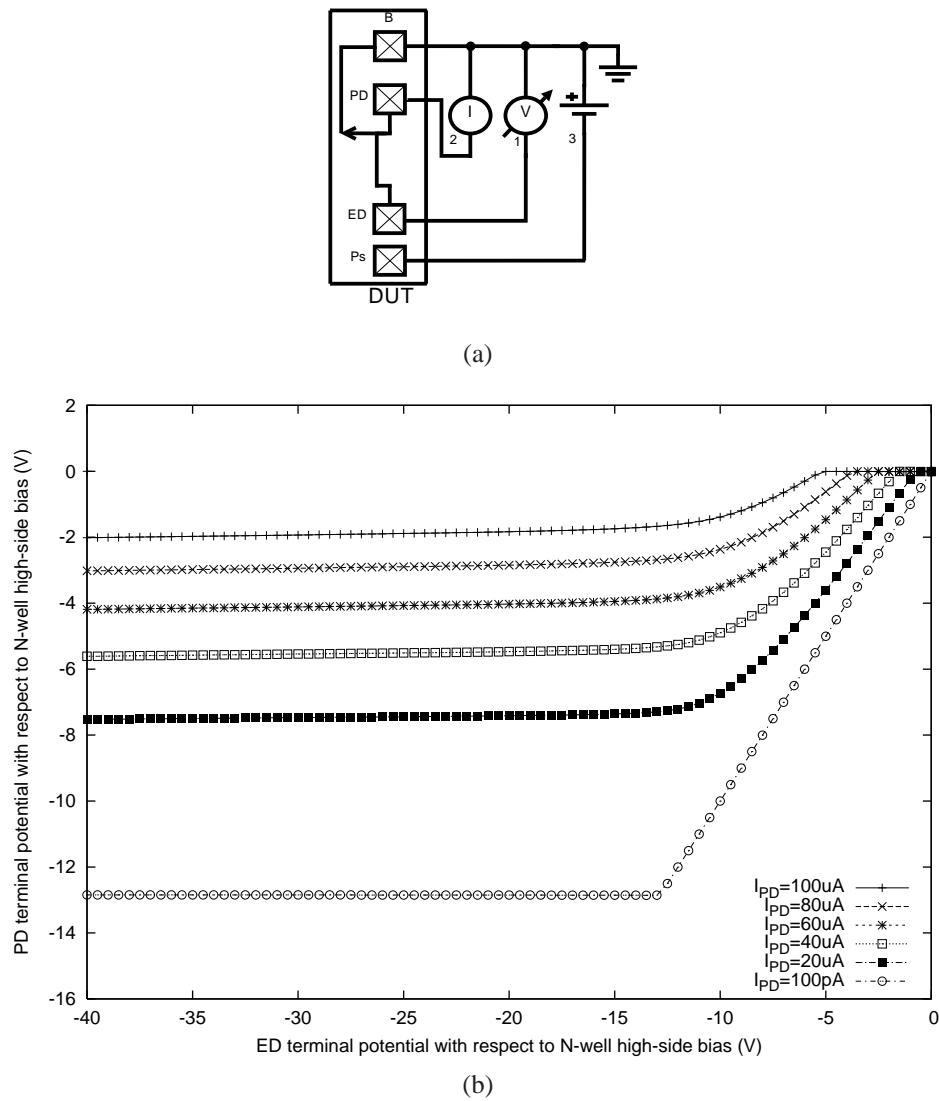 B
PD
I
V
+
2
1
3
ED
Ps
DUT
(a)
PD terminal potential with respect to N-well high-side bias (V)
2
0
-2
-4
-6
-8
-10
-12
-14
-16
I_PD=100uA
I_PD=80uA
I_PD=60uA
I_PD=40uA
I_PD=20uA
I_PD=100pA
-40 -35 -30 -25 -20 -15 -10 -5 0
ED terminal potential with respect to N-well high-side bias (V)
(b)